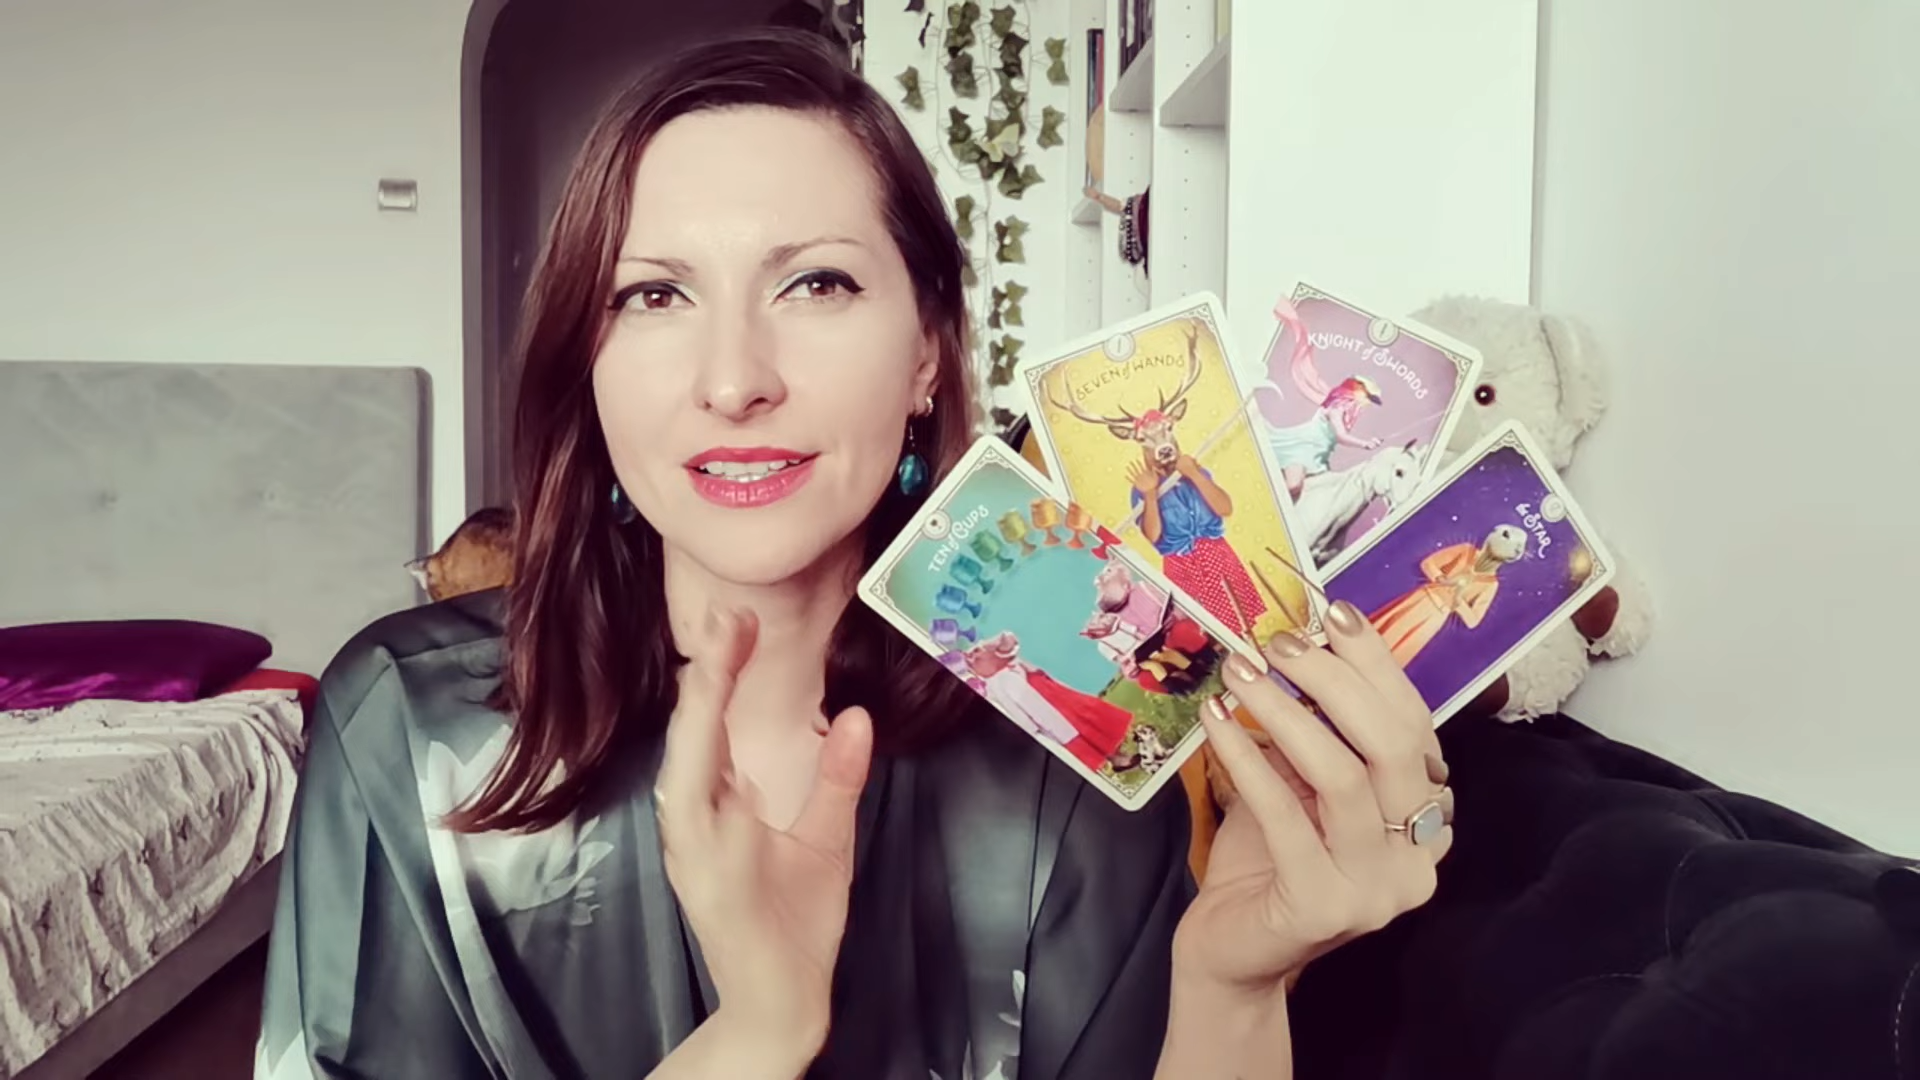 TEN of CUPS
SEVEN of WANDS
KNIGHT of SWORDS
the STAR